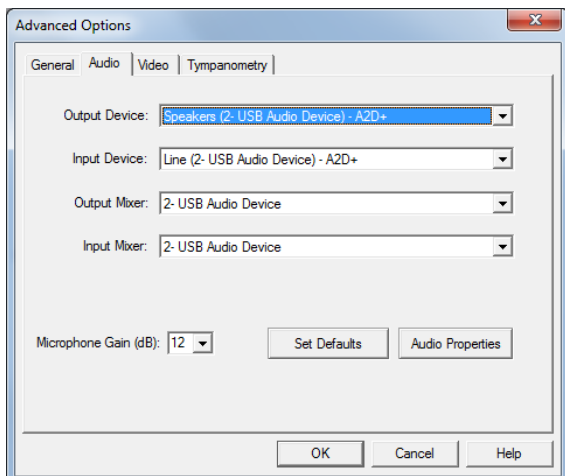 Advanced Options
General Audio Video Tympanometry
Output Device: Speakers (2- USB Audio Device) - A2D+
Input Device: Line (2- USB Audio Device) - A2D+
Output Mixer: 2- USB Audio Device
Input Mixer: 2- USB Audio Device
Microphone Gain (dB): 12 Set Defaults Audio Properties
OK Cancel Help